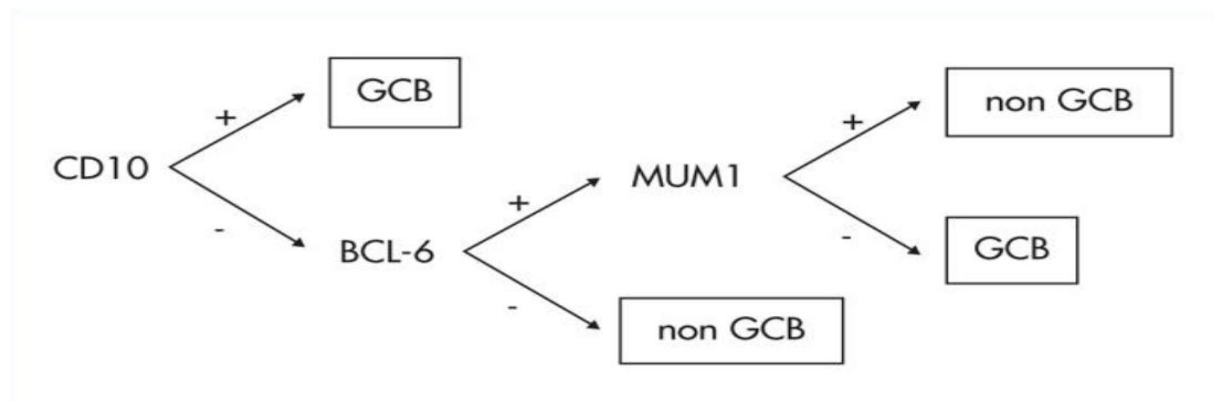 CD10
+
GCB
-
BCL-6
+
MUM1
+
non GCB
-
GCB
-
non GCB